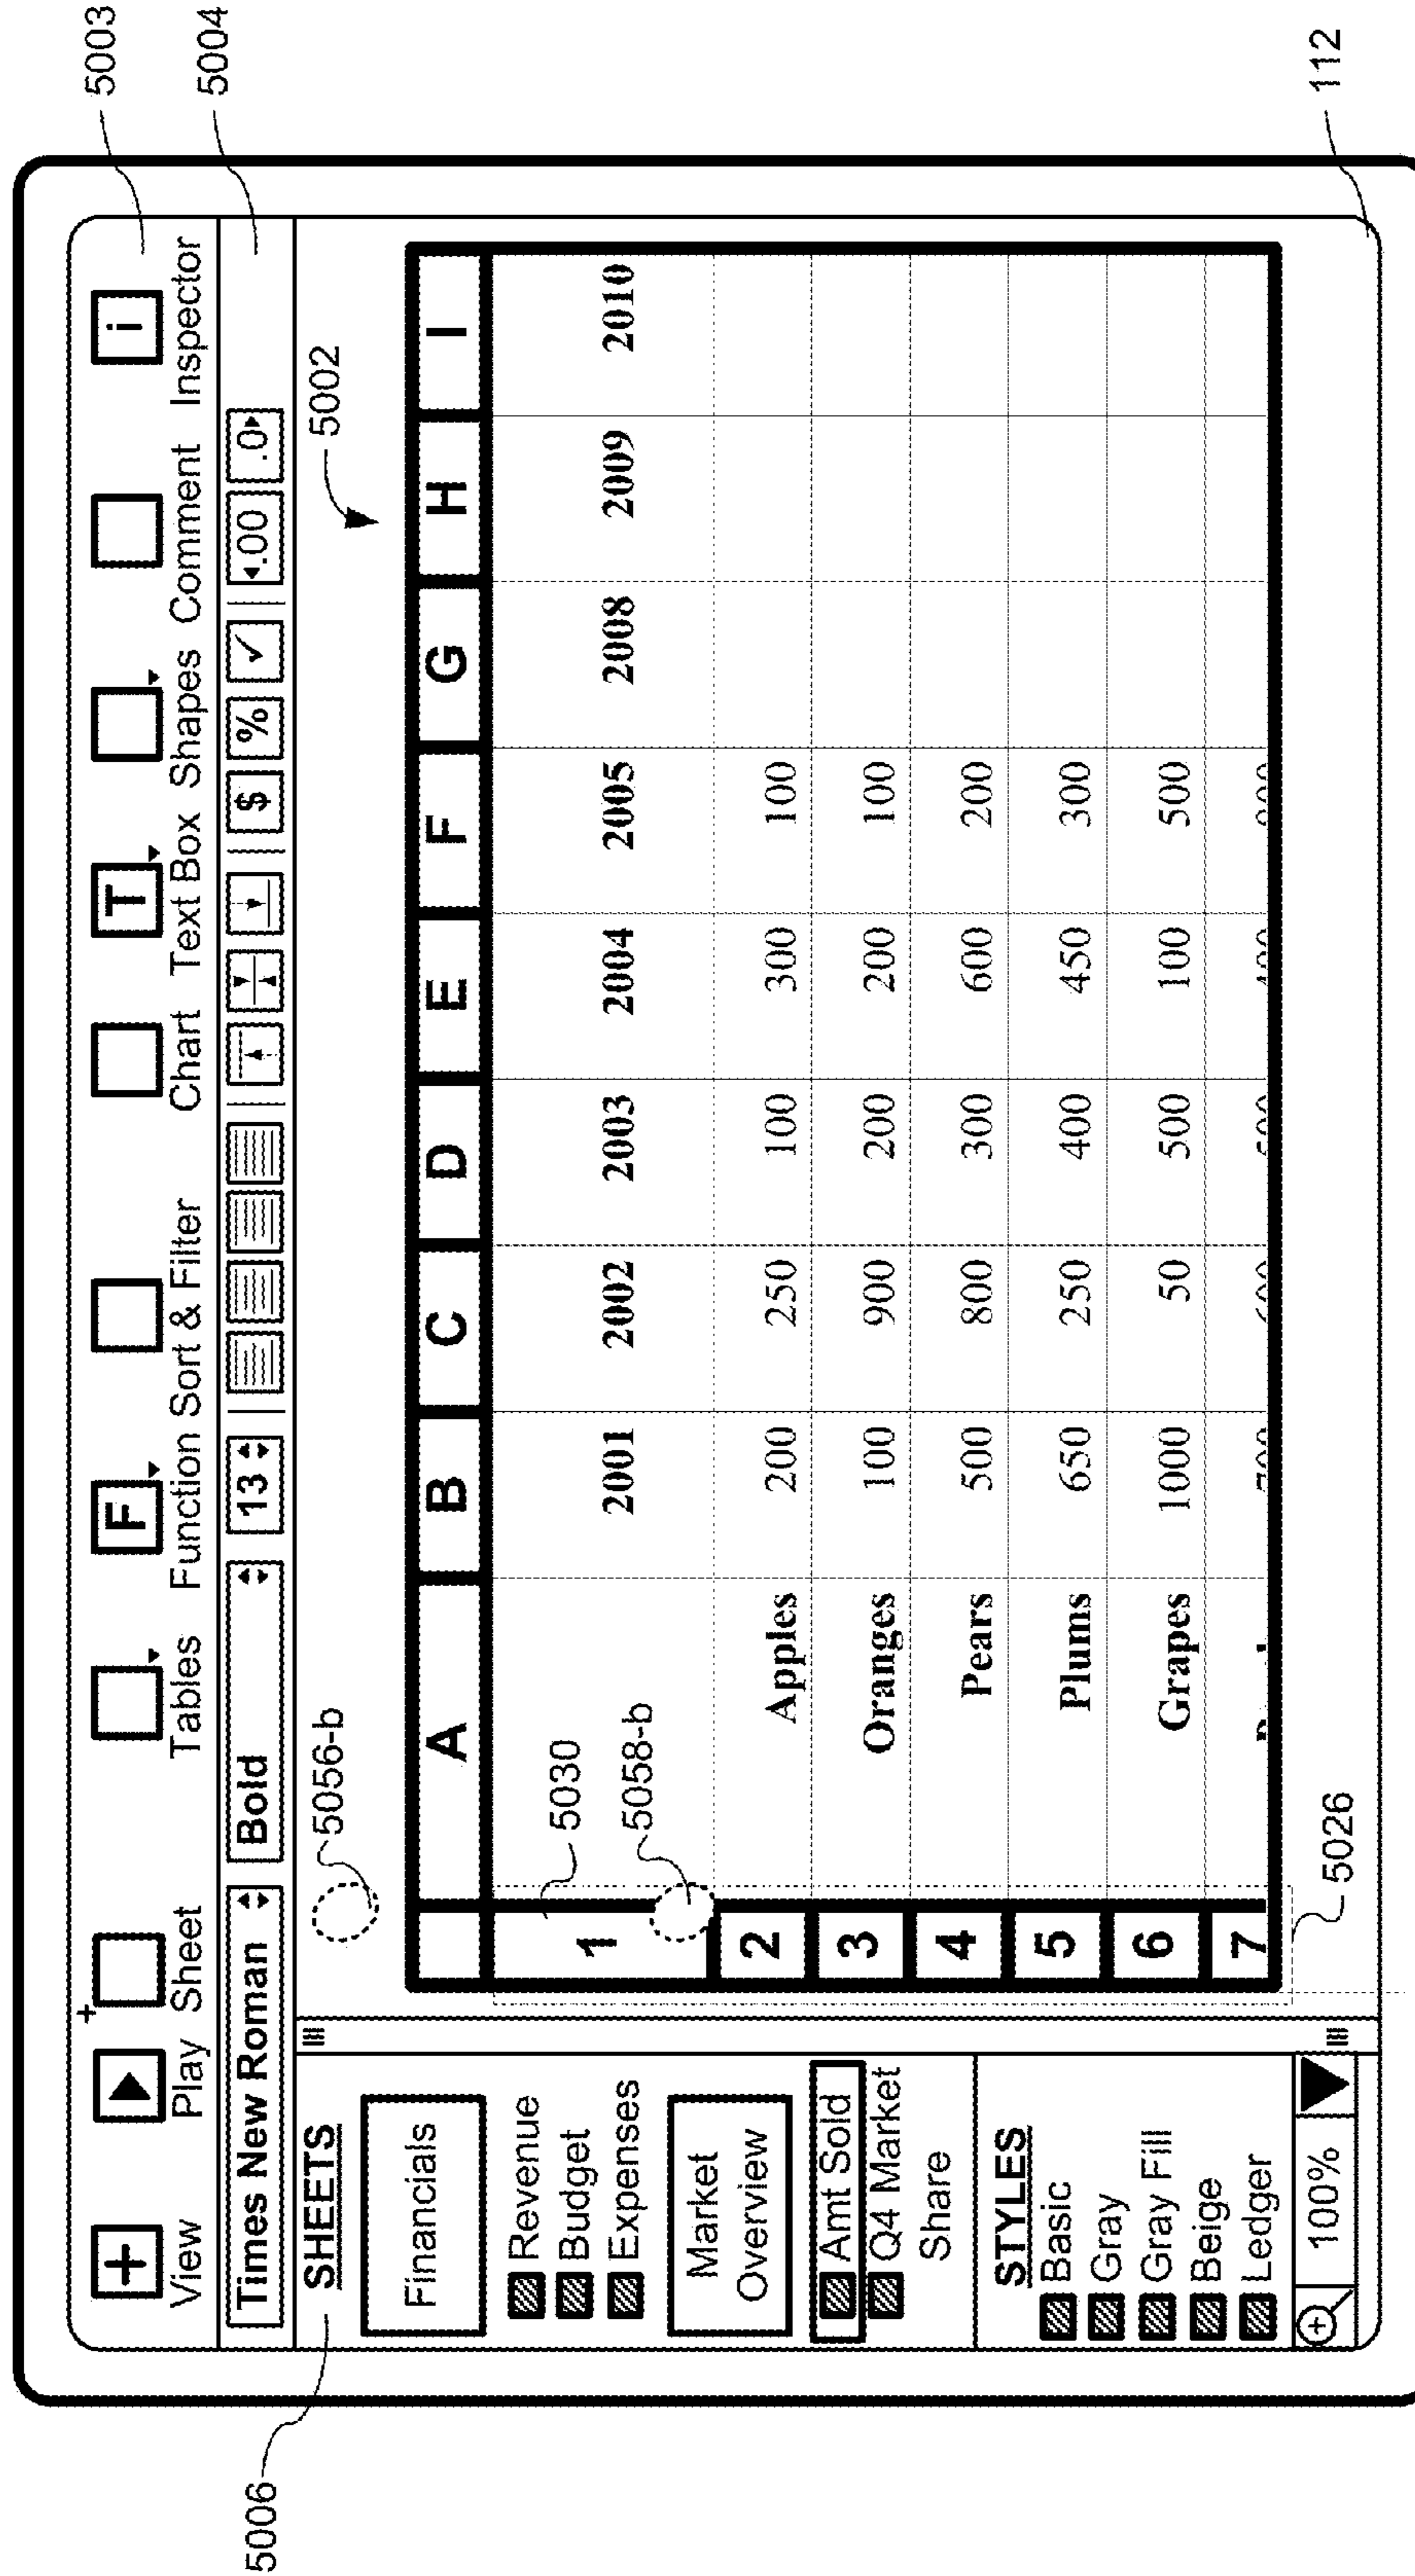 View Play Sheet Tables Function Sort & Filter Chart Text Box Shapes Comment Inspector
+ + F T i
5003
Times New Roman Bold 13 $ % ✓ .00 .0
5004
5006
SHEETS
Financials
Revenue
Budget
Expenses
Market
Overview
Amt Sold
Q4 Market
Share
STYLES
Basic
Gray
Gray Fill
Beige
Ledger
100%
5056-b
5002
A B C D E F G H I
1 2001 2002 2003 2004 2005 2008 2009 2010
5030
5058-b
2 Apples 200 250 100 300 100
3 Oranges 100 900 200 200 100
4 Pears 500 800 300 600 200
5 Plums 650 250 400 450 300
6 Grapes 1000 50 500 100 500
7
5026
112